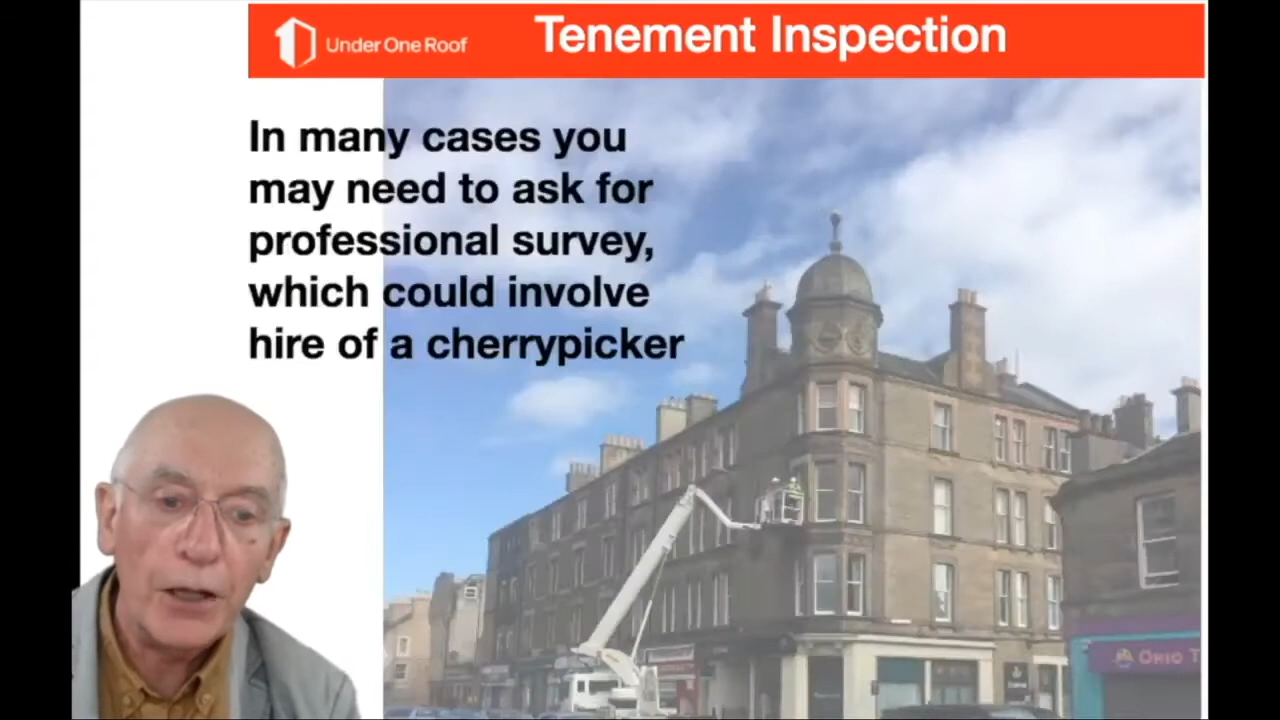 Under One Roof
Tenement Inspection
In many cases you
may need to ask for
professional survey,
which could involve
hire of a cherrypicker
OHIO T